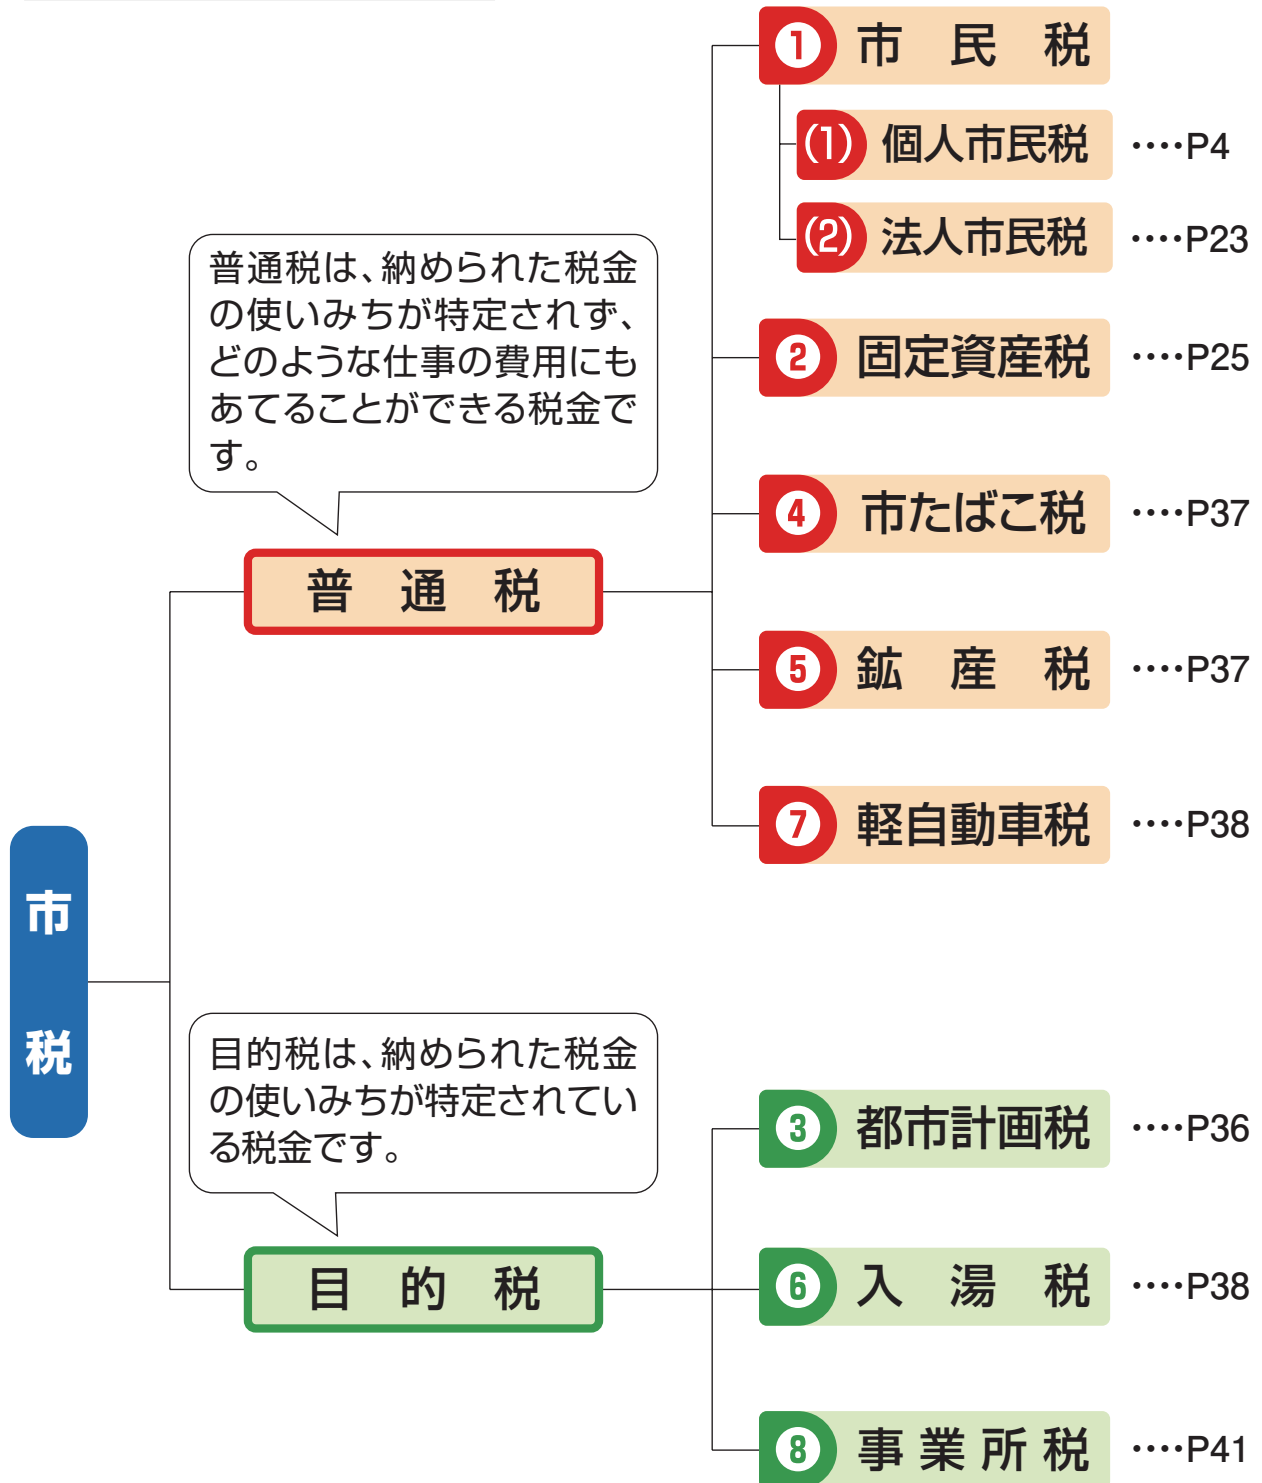 ❶ 市民税
(1) 個人市民税 ････P4
(2) 法人市民税 ････P23
普通税は、納められた税金
の使いみちが特定されず、
どのような仕事の費用にも
あてることができる税金で
す。
❷ 固定資産税 ････P25
❹ 市たばこ税 ････P37
普通税
❺ 鉱産税 ････P37
❼ 軽自動車税 ････P38
市税
目的税は、納められた税金
の使いみちが特定されてい
る税金です。
❸ 都市計画税 ････P36
目的税
❻ 入湯税 ････P38
❽ 事業所税 ････P41